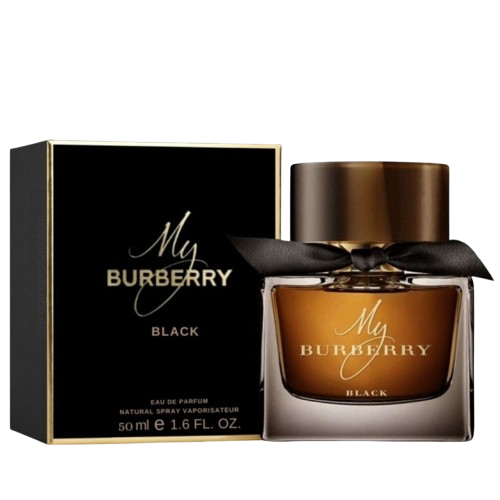 My
BURBERRY
BLACK
EAU DE PARFUM
NATURAL SPRAY VAPORISATEUR
50 ml e 1.6 FL. OZ.
My
BURBERRY
BLACK